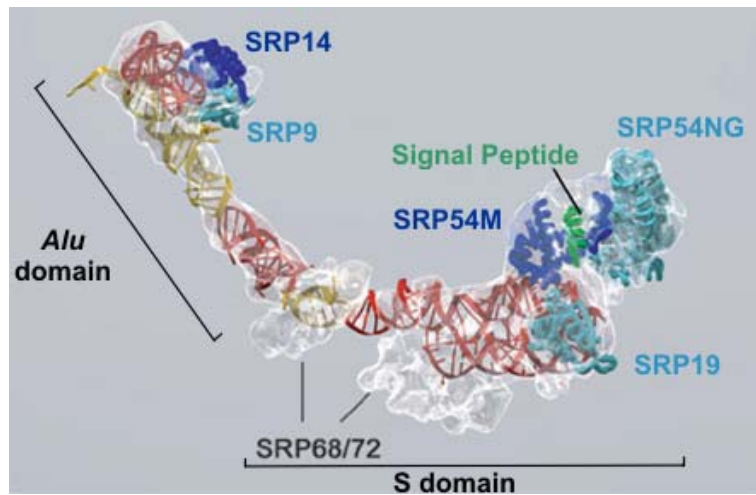 SRP14
SRP9
SRP54NG
Signal Peptide
SRP54M
Alu
domain
SRP19
SRP68/72
S domain